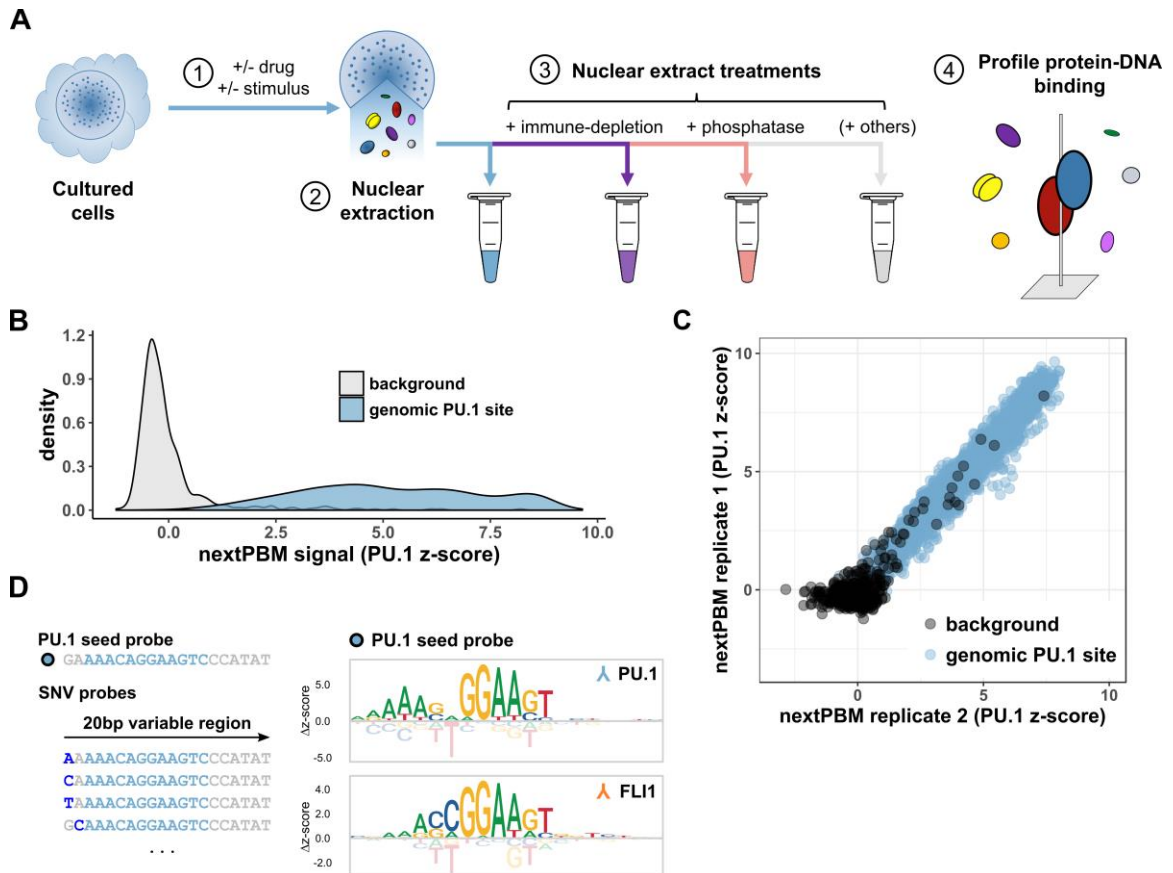 A
1
+/- drug
+/- stimulus
Cultured
cells
2
Nuclear
extraction
3
Nuclear extract treatments
+ immune-depletion
+ phosphatase
(+ others)
4
Profile protein-DNA
binding
B
density
1.2
0.9
0.6
0.3
0.0
background
genomic PU.1 site
0.0 2.5 5.0 7.5 10.0
nextPBM signal (PU.1 z-score)
C
nextPBM replicate 1 (PU.1 z-score)
10
5
0
background
genomic PU.1 site
0 5 10
nextPBM replicate 2 (PU.1 z-score)
D
PU.1 seed probe
GAAAACAGGAAGTCCCATAT
SNV probes
20bp variable region
AAAAACAGGAAGTCCCATAT
CAAAACAGGAAGTCCCATAT
TAAAACAGGAAGTCCCATAT
GCAAACAGGAAGTCCCATAT
. . .
PU.1 seed probe
Δz-score
5.0
0.0
-5.0
PU.1
GGAAGT
Δz-score
4.0
2.0
0.0
-2.0
FLI1
ACCGGAAGT